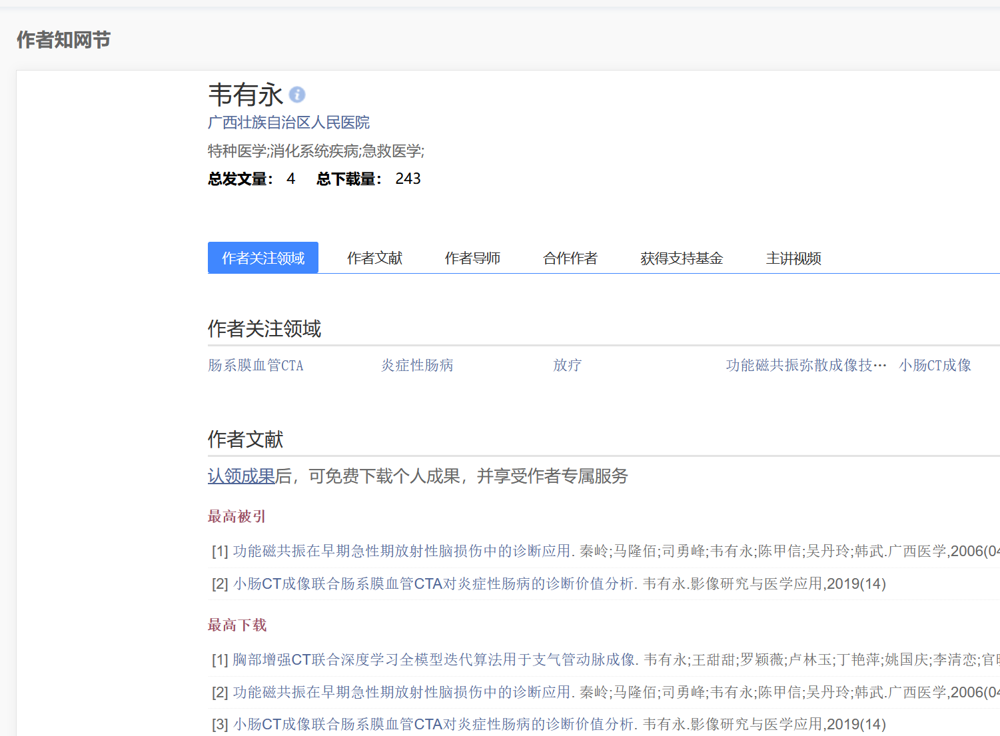 作者知网节
韦有永
广西壮族自治区人民医院
特种医学;消化系统疾病;急救医学;
总发文量： 4 总下载量： 243
作者关注领域 作者文献 作者导师 合作作者 获得支持基金 主讲视频
作者关注领域
肠系膜血管CTA 炎症性肠病 放疗 功能磁共振弥散成像技… 小肠CT成像
作者文献
认领成果后，可免费下载个人成果，并享受作者专属服务
最高被引
[1] 功能磁共振在早期急性期放射性脑损伤中的诊断应用. 秦岭;马隆佰;司勇峰;韦有永;陈甲信;吴丹玲;韩武.广西医学,2006(04
[2] 小肠CT成像联合肠系膜血管CTA对炎症性肠病的诊断价值分析. 韦有永.影像研究与医学应用,2019(14)
最高下载
[1] 胸部增强CT联合深度学习全模型迭代算法用于支气管动脉成像. 韦有永;王甜甜;罗颖薇;卢林玉;丁艳萍;姚国庆;李清恋;官
[2] 功能磁共振在早期急性期放射性脑损伤中的诊断应用. 秦岭;马隆佰;司勇峰;韦有永;陈甲信;吴丹玲;韩武.广西医学,2006(04
[3] 小肠CT成像联合肠系膜血管CTA对炎症性肠病的诊断价值分析. 韦有永.影像研究与医学应用,2019(14)